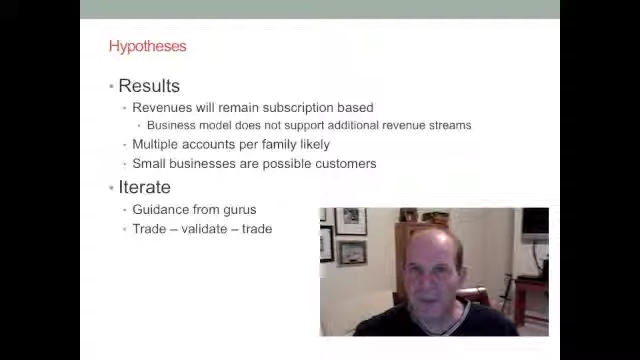 Hypotheses
• Results
• Revenues will remain subscription based
• Business model does not support additional revenue streams
• Multiple accounts per family likely
• Small businesses are possible customers
• Iterate
• Guidance from gurus
• Trade – validate – trade